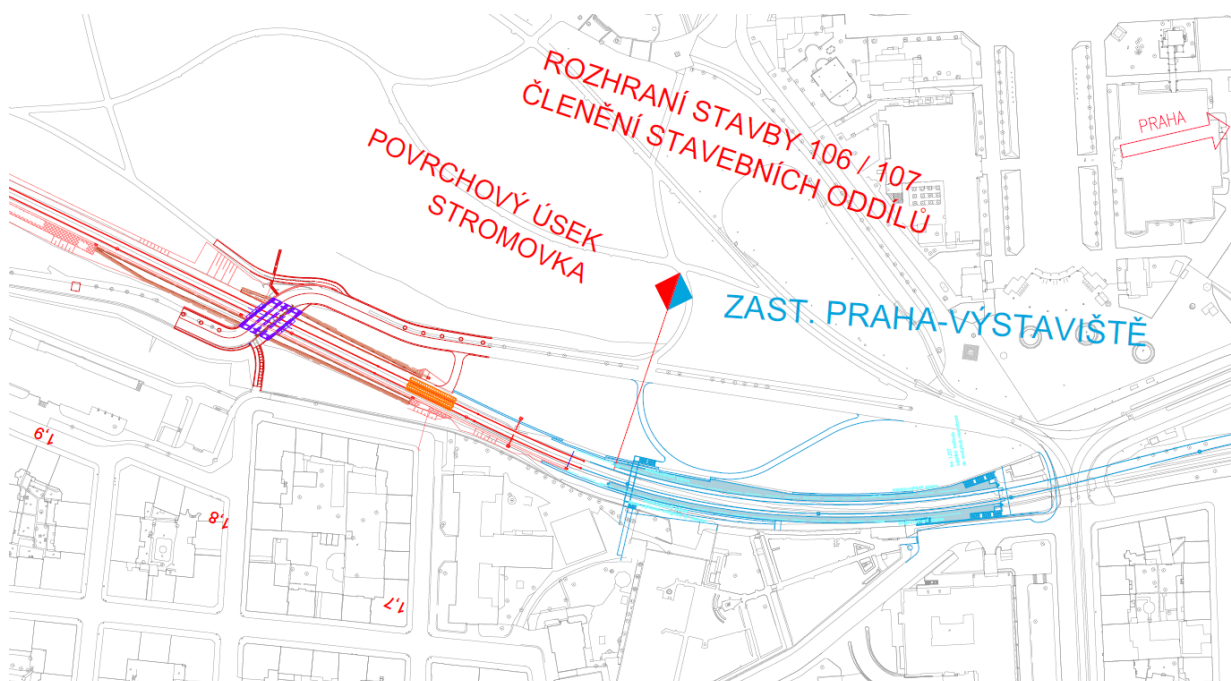 ROZHRANÍ STAVBY 106 / 107
ČLENĚNÍ STAVEBNÍCH ODDÍLŮ
POVRCHOVÝ ÚSEK
STROMOVKA
PRAHA
ZAST. PRAHA-VÝSTAVIŠTĚ
1,9
1,8
1,7